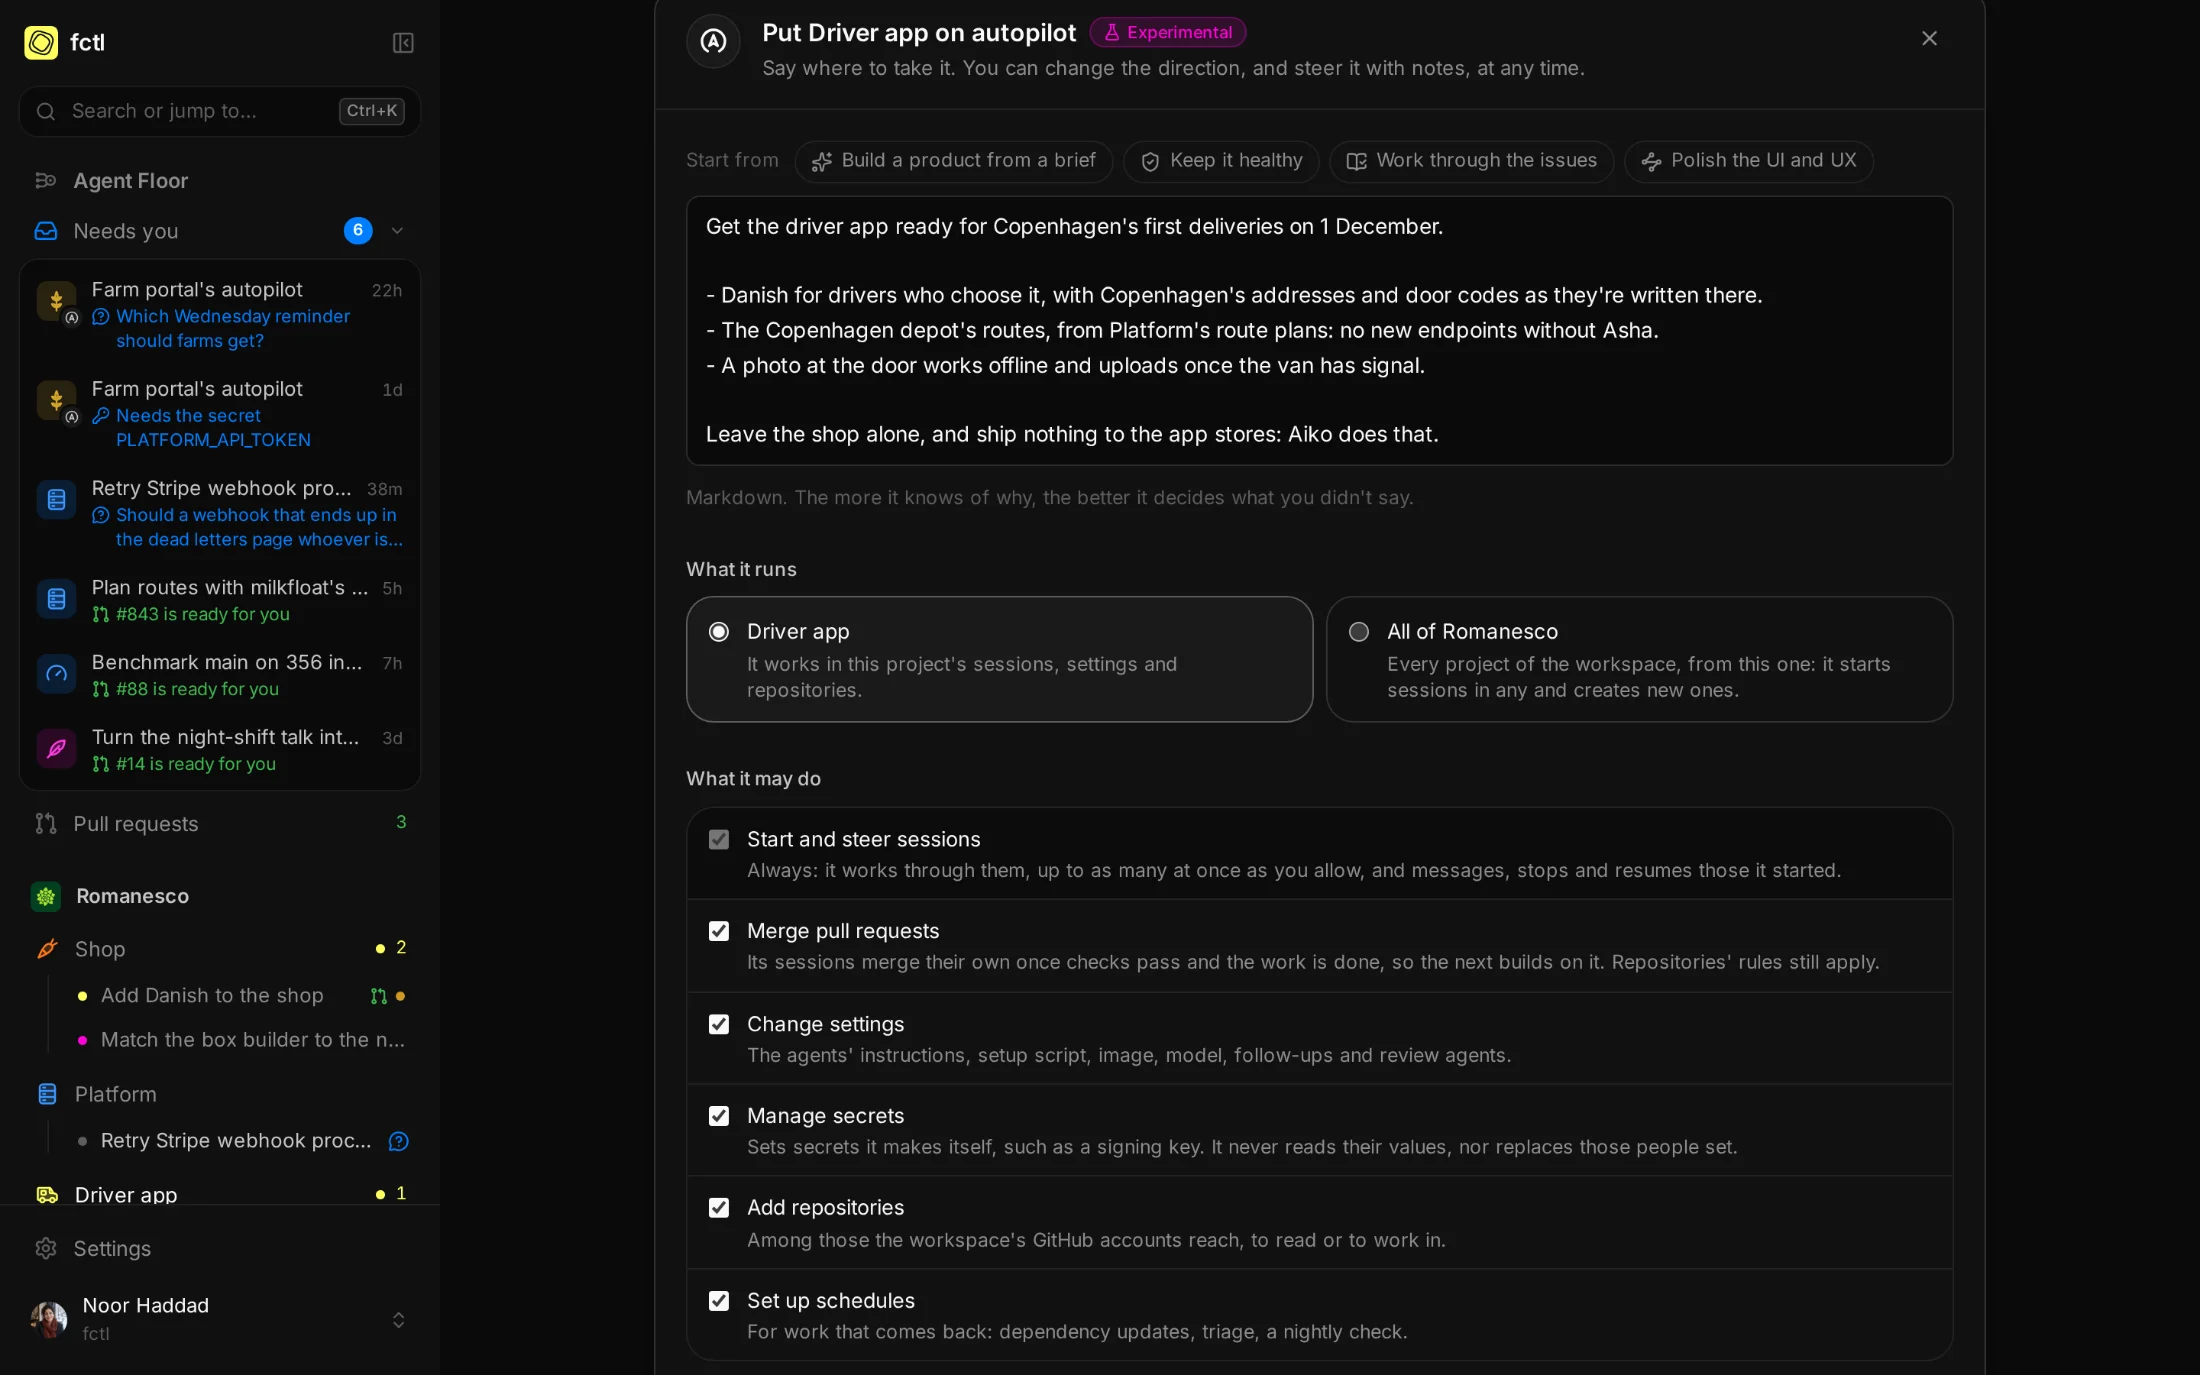 fctl
Search or jump to...
Ctrl+K
Agent Floor
Needs you
6
Farm portal's autopilot
22h
Which Wednesday reminder
should farms get?
Farm portal's autopilot
1d
Needs the secret
PLATFORM_API_TOKEN
Retry Stripe webhook pro...
38m
Should a webhook that ends up in
the dead letters page whoever is...
Plan routes with milkfloat's ...
5h
#843 is ready for you
Benchmark main on 356 in...
7h
#88 is ready for you
Turn the night-shift talk int...
3d
#14 is ready for you
Pull requests
3
Romanesco
Shop
2
Add Danish to the shop
Match the box builder to the n...
Platform
Retry Stripe webhook proc...
Driver app
1
Settings
Noor Haddad
fctl
Put Driver app on autopilot
Experimental
Say where to take it. You can change the direction, and steer it with notes, at any time.
Start from
Build a product from a brief
Keep it healthy
Work through the issues
Polish the UI and UX
Get the driver app ready for Copenhagen's first deliveries on 1 December.
- Danish for drivers who choose it, with Copenhagen's addresses and door codes as they're written there.
- The Copenhagen depot's routes, from Platform's route plans: no new endpoints without Asha.
- A photo at the door works offline and uploads once the van has signal.
Leave the shop alone, and ship nothing to the app stores: Aiko does that.
Markdown. The more it knows of why, the better it decides what you didn't say.
What it runs
Driver app
It works in this project's sessions, settings and
repositories.
All of Romanesco
Every project of the workspace, from this one: it starts
sessions in any and creates new ones.
What it may do
Start and steer sessions
Always: it works through them, up to as many at once as you allow, and messages, stops and resumes those it started.
Merge pull requests
Its sessions merge their own once checks pass and the work is done, so the next builds on it. Repositories' rules still apply.
Change settings
The agents' instructions, setup script, image, model, follow-ups and review agents.
Manage secrets
Sets secrets it makes itself, such as a signing key. It never reads their values, nor replaces those people set.
Add repositories
Among those the workspace's GitHub accounts reach, to read or to work in.
Set up schedules
For work that comes back: dependency updates, triage, a nightly check.